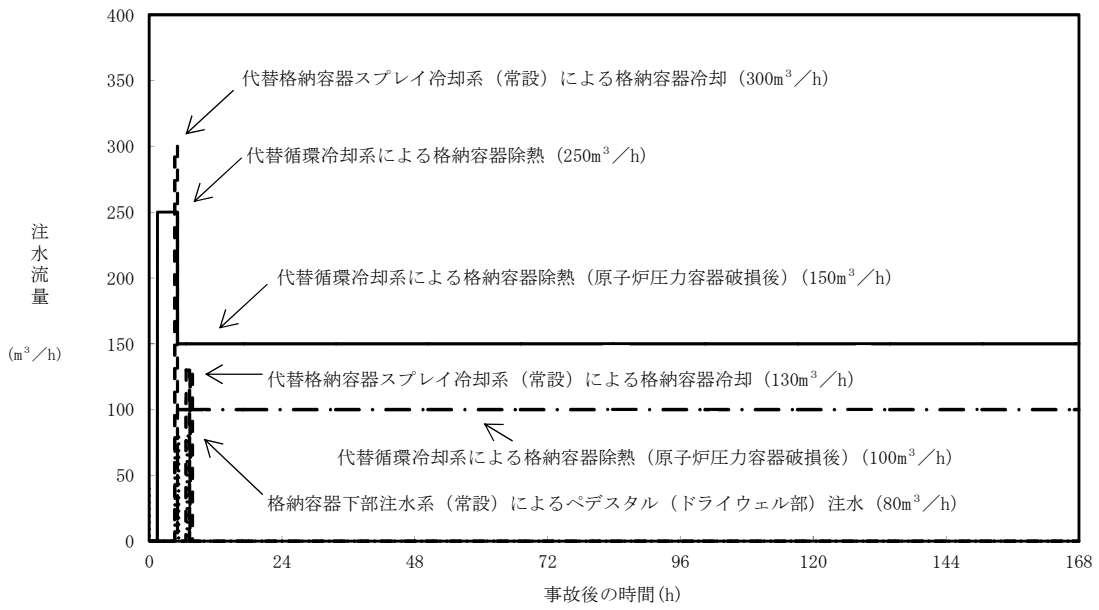 400
350
300
250
200
150
100
50
0
注水流量
(m³／h)
代替格納容器スプレイ冷却系（常設）による格納容器冷却（300m³／h）
代替循環冷却系による格納容器除熱（250m³／h）
代替循環冷却系による格納容器除熱（原子炉圧力容器破損後）（150m³／h）
代替格納容器スプレイ冷却系（常設）による格納容器冷却（130m³／h）
代替循環冷却系による格納容器除熱（原子炉圧力容器破損後）（100m³／h）
格納容器下部注水系（常設）によるペデスタル（ドライウェル部）注水（80m³／h）
0 24 48 72 96 120 144 168
事故後の時間(h)